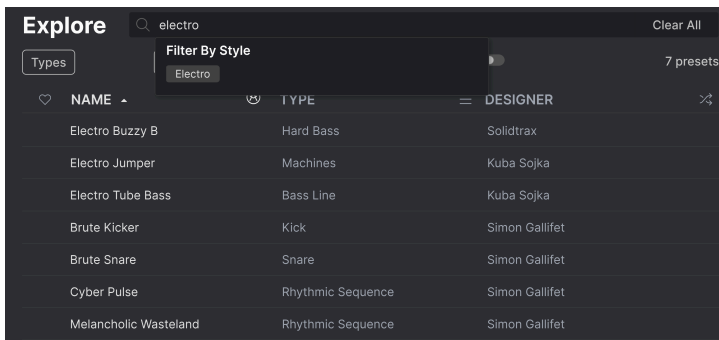 Explore electro Clear All
Filter By Style
Types 7 presets
Electro
NAME TYPE DESIGNER
Electro Buzzy B Hard Bass Solidtrax
Electro Jumper Machines Kuba Sojka
Electro Tube Bass Bass Line Kuba Sojka
Brute Kicker Kick Simon Gallifet
Brute Snare Snare Simon Gallifet
Cyber Pulse Rhythmic Sequence Simon Gallifet
Melancholic Wasteland Rhythmic Sequence Simon Gallifet